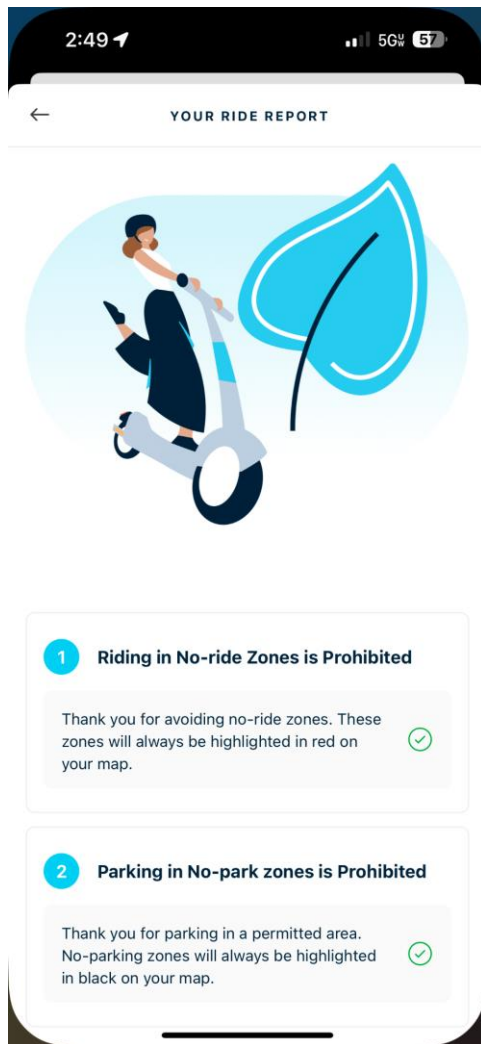 2:49
5GW 57
YOUR RIDE REPORT
1 Riding in No-ride Zones is Prohibited
Thank you for avoiding no-ride zones. These
zones will always be highlighted in red on
your map.
2 Parking in No-park zones is Prohibited
Thank you for parking in a permitted area.
No-parking zones will always be highlighted
in black on your map.